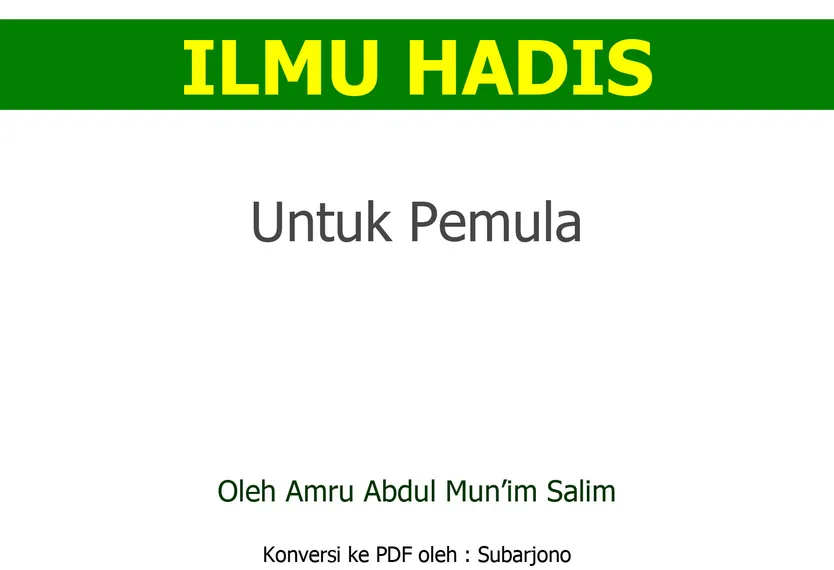 ILMU HADIS
Untuk Pemula
Oleh Amru Abdul Mun’im Salim
Konversi ke PDF oleh : Subarjono